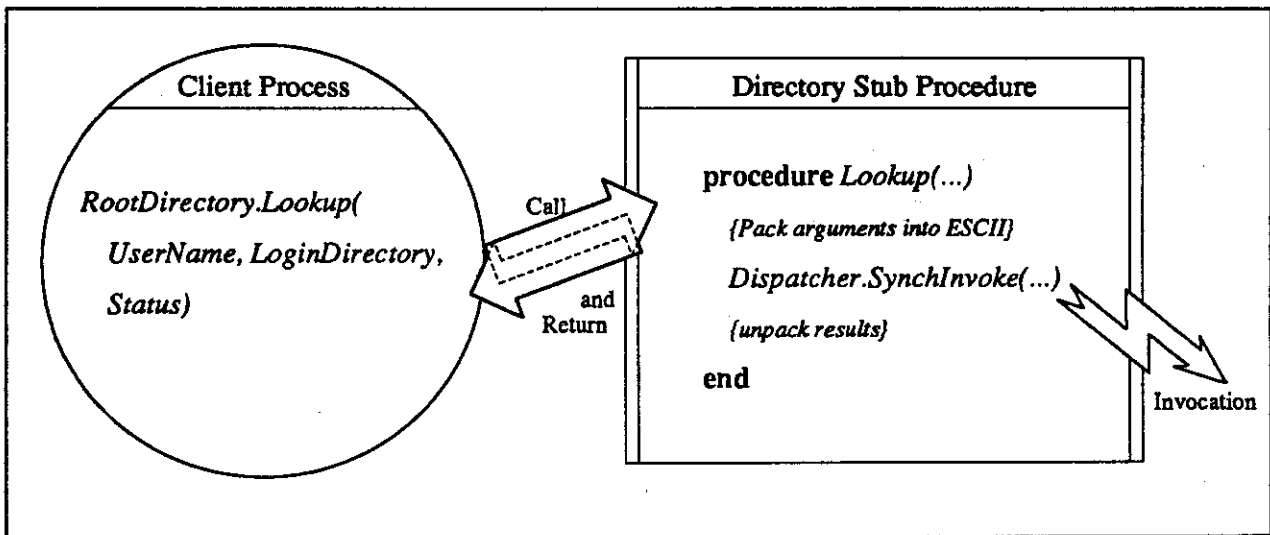 Client Process
RootDirectory.Lookup(
UserName, LoginDirectory,
Status)
Call
and
Return
Directory Stub Procedure
procedure Lookup(...)
{Pack arguments into ESCII}
Dispatcher.SynchInvoke(...)
{unpack results}
end
Invocation